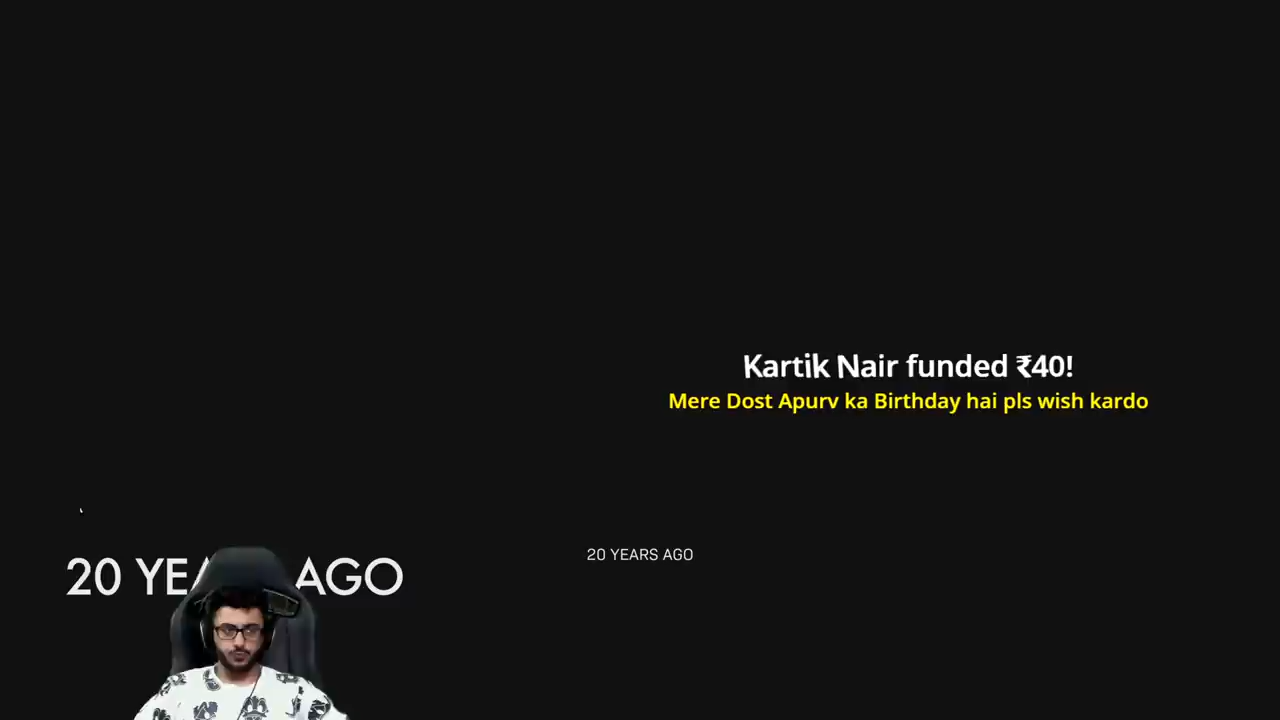 Kartik Nair funded ₹40!
Mere Dost Apurv ka Birthday hai pls wish kardo
20 YEARS AGO
20 AGO